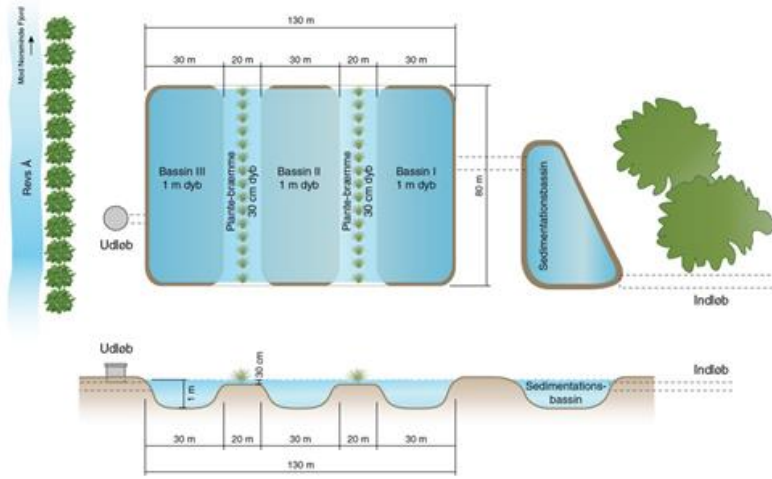 130 m
30 m
20 m
30 m
20 m
30 m
Mod Norsminde Fjord
Revs Å
Bassin III
1 m dyb
Plante-bræmme
30 cm dyb
Bassin II
1 m dyb
Plante-bræmme
30 cm dyb
Bassin I
1 m dyb
80 m
Sedimentationsbassin
Udløb
Indløb
Udløb
30 cm
1 m
Sedimentations-
bassin
Indløb
30 m
20 m
30 m
20 m
30 m
130 m